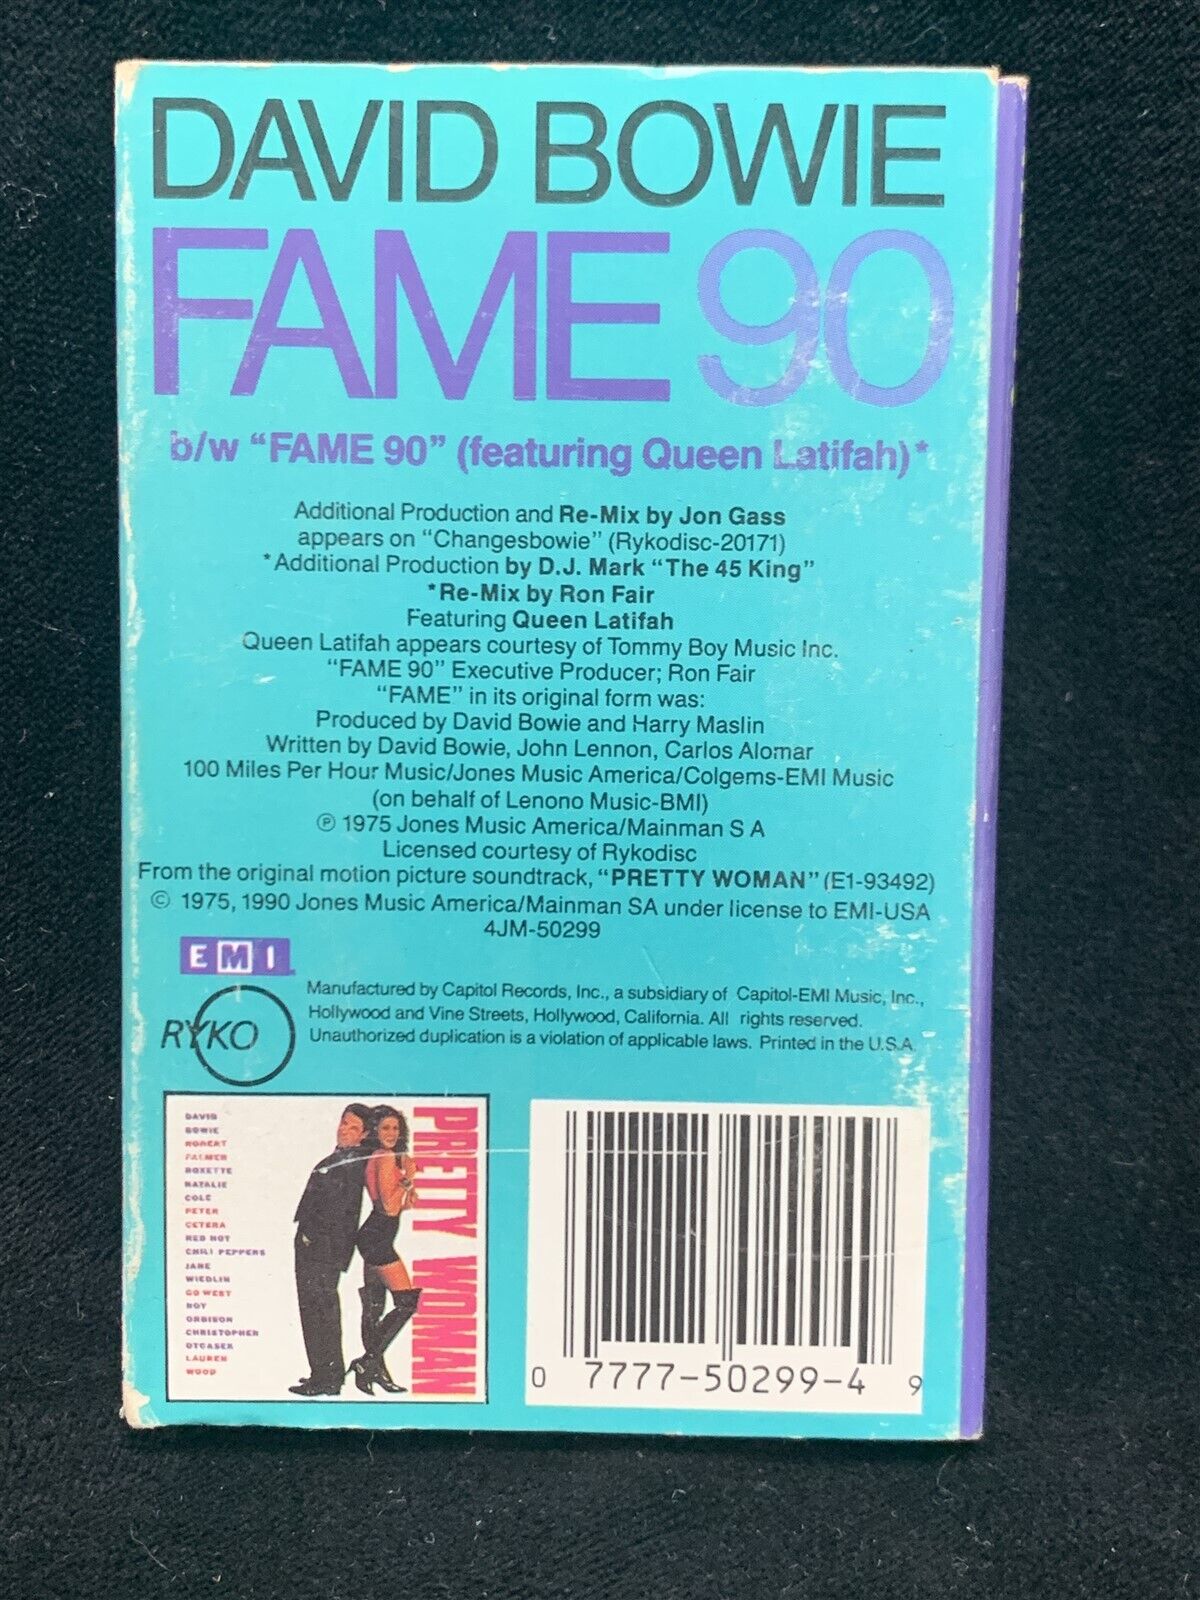 DAVID BOWIE
FAME 90
b/w "FAME 90" (featuring Queen Latifah)*
Additional Production and Re-Mix by Jon Gass
appears on "Changesbowie" (Rykodisc-20171)
*Additional Production by D.J. Mark "The 45 King"
*Re-Mix by Ron Fair
Featuring Queen Latifah
Queen Latifah appears courtesy of Tommy Boy Music Inc.
"FAME 90" Executive Producer; Ron Fair
"FAME" in its original form was:
Produced by David Bowie and Harry Maslin
Written by David Bowie, John Lennon, Carlos Alomar
100 Miles Per Hour Music/Jones Music America/Colgems-EMI Music
(on behalf of Lenono Music-BMI)
℗ 1975 Jones Music America/Mainman S A
Licensed courtesy of Rykodisc
From the original motion picture soundtrack, "PRETTY WOMAN" (E1-93492)
© 1975, 1990 Jones Music America/Mainman SA under license to EMI-USA
4JM-50299
EMI
RYKO
Manufactured by Capitol Records, Inc., a subsidiary of Capitol-EMI Music, Inc.,
Hollywood and Vine Streets, Hollywood, California. All rights reserved.
Unauthorized duplication is a violation of applicable laws. Printed in the U.S.A.
DAVID
BOWIE
ROBERT
PALMER
ROXETTE
NATALIE
COLE
PETER
CETERA
RED HOT
CHILI PEPPERS
JANE
WIEDLIN
GO WEST
ROY
ORBISON
CHRISTOPHER
OTCASEK
LAUREN
WOOD
PRETTY WOMAN
0 7777-50299-4 9